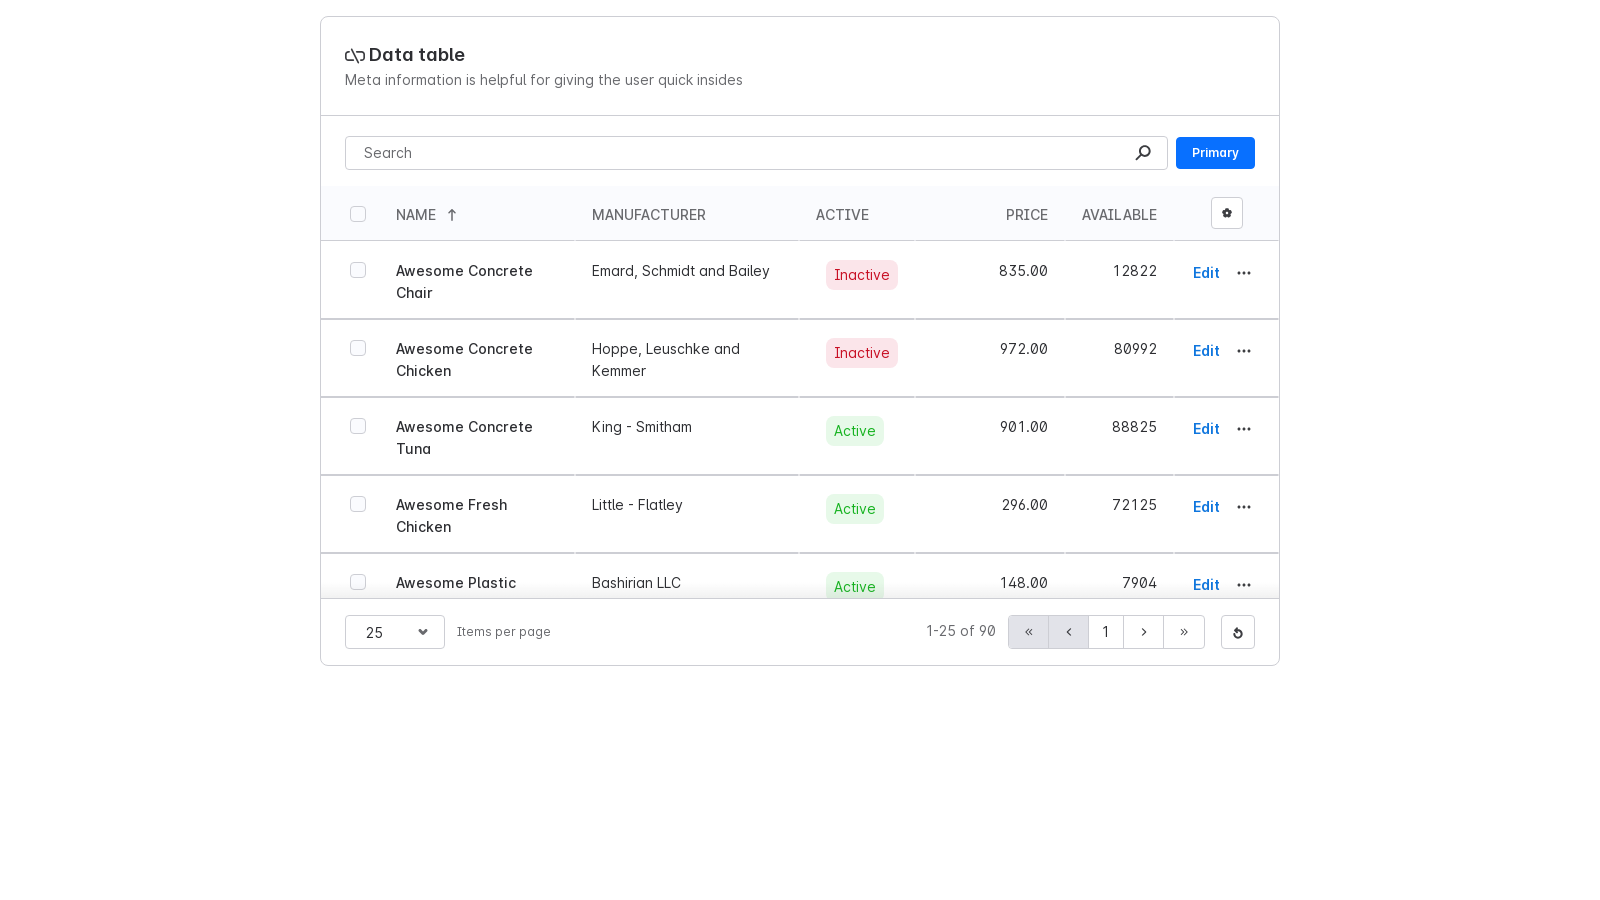 Data table
Meta information is helpful for giving the user quick insides
Search
Primary
NAME MANUFACTURER ACTIVE PRICE AVAILABLE
Awesome Concrete Emard, Schmidt and Bailey Inactive 835.00 12822 Edit
Chair
Awesome Concrete Hoppe, Leuschke and Inactive 972.00 80992 Edit
Chicken Kemmer
Awesome Concrete King - Smitham Active 901.00 88825 Edit
Tuna
Awesome Fresh Little - Flatley Active 296.00 72125 Edit
Chicken
Awesome Plastic Bashirian LLC Active 148.00 7904 Edit
25 Items per page 1-25 of 90 « ‹ 1 › »